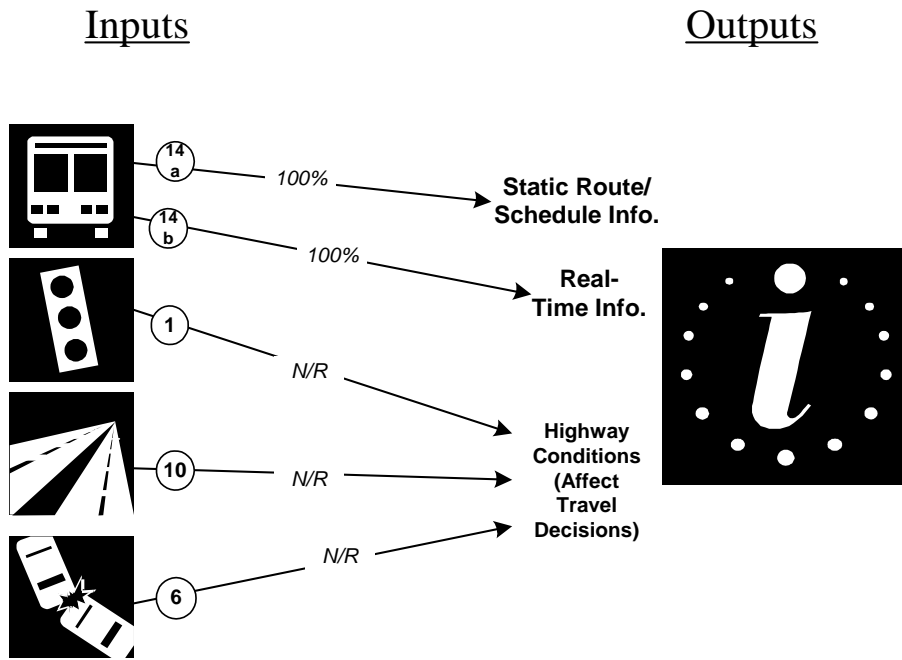 Inputs
Outputs
14
a
100%
Static Route/
Schedule Info.
14
b
100%
Real-
Time Info.
1
N/R
Highway
Conditions
(Affect
Travel
Decisions)
10
N/R
6
N/R
i